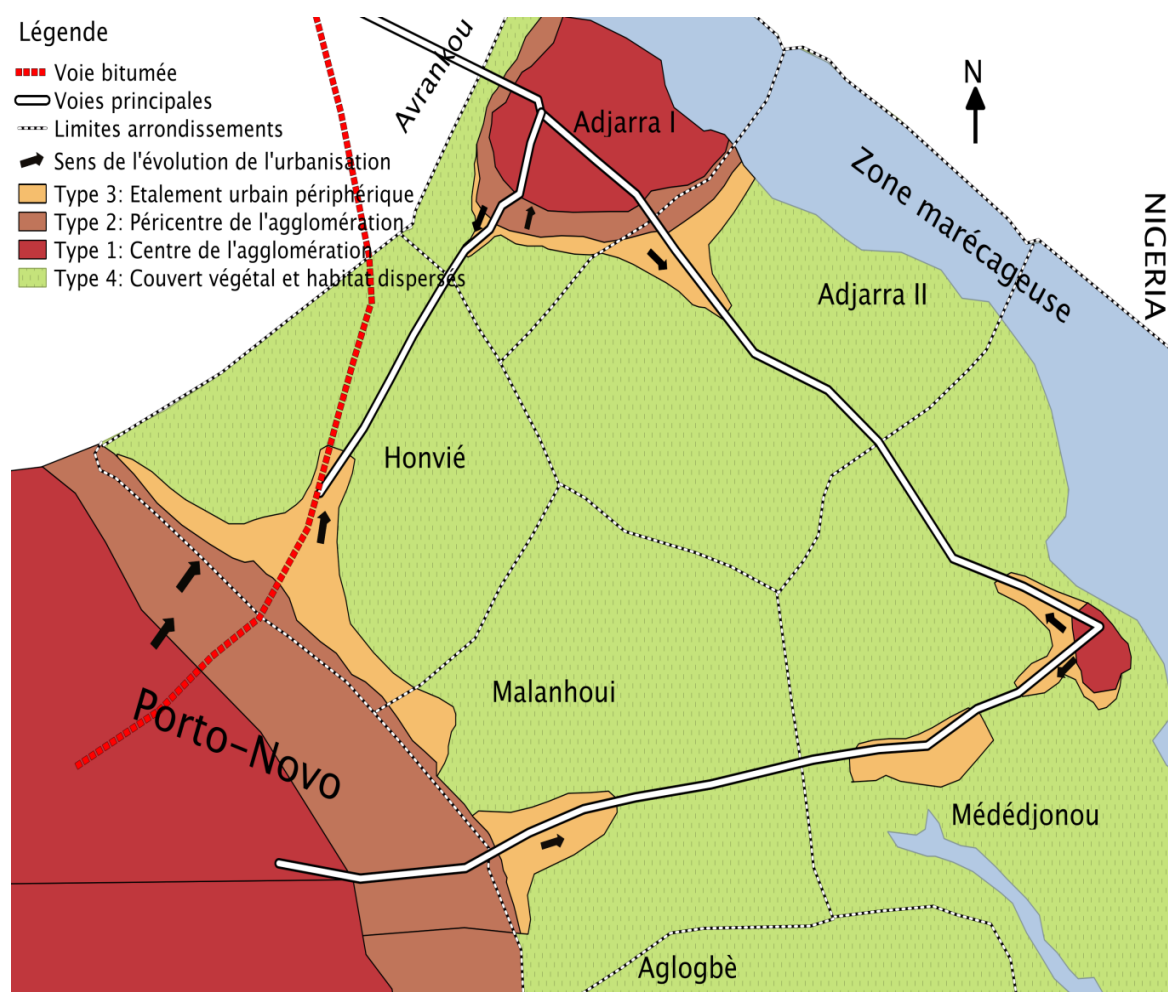 Légende
Voie bitumée
Voies principales
Limites arrondissements
Sens de l'évolution de l'urbanisation
Type 3: Etalement urbain périphérique
Type 2: Péricentre de l'agglomération
Type 1: Centre de l'agglomération
Type 4: Couvert végétal et habitat dispersés
Avrankou
Adjarra I
N
Zone marécageuse
NIGERIA
Adjarra II
Honvié
Malanhoui
Porto-Novo
Médédjonou
Aglogbè